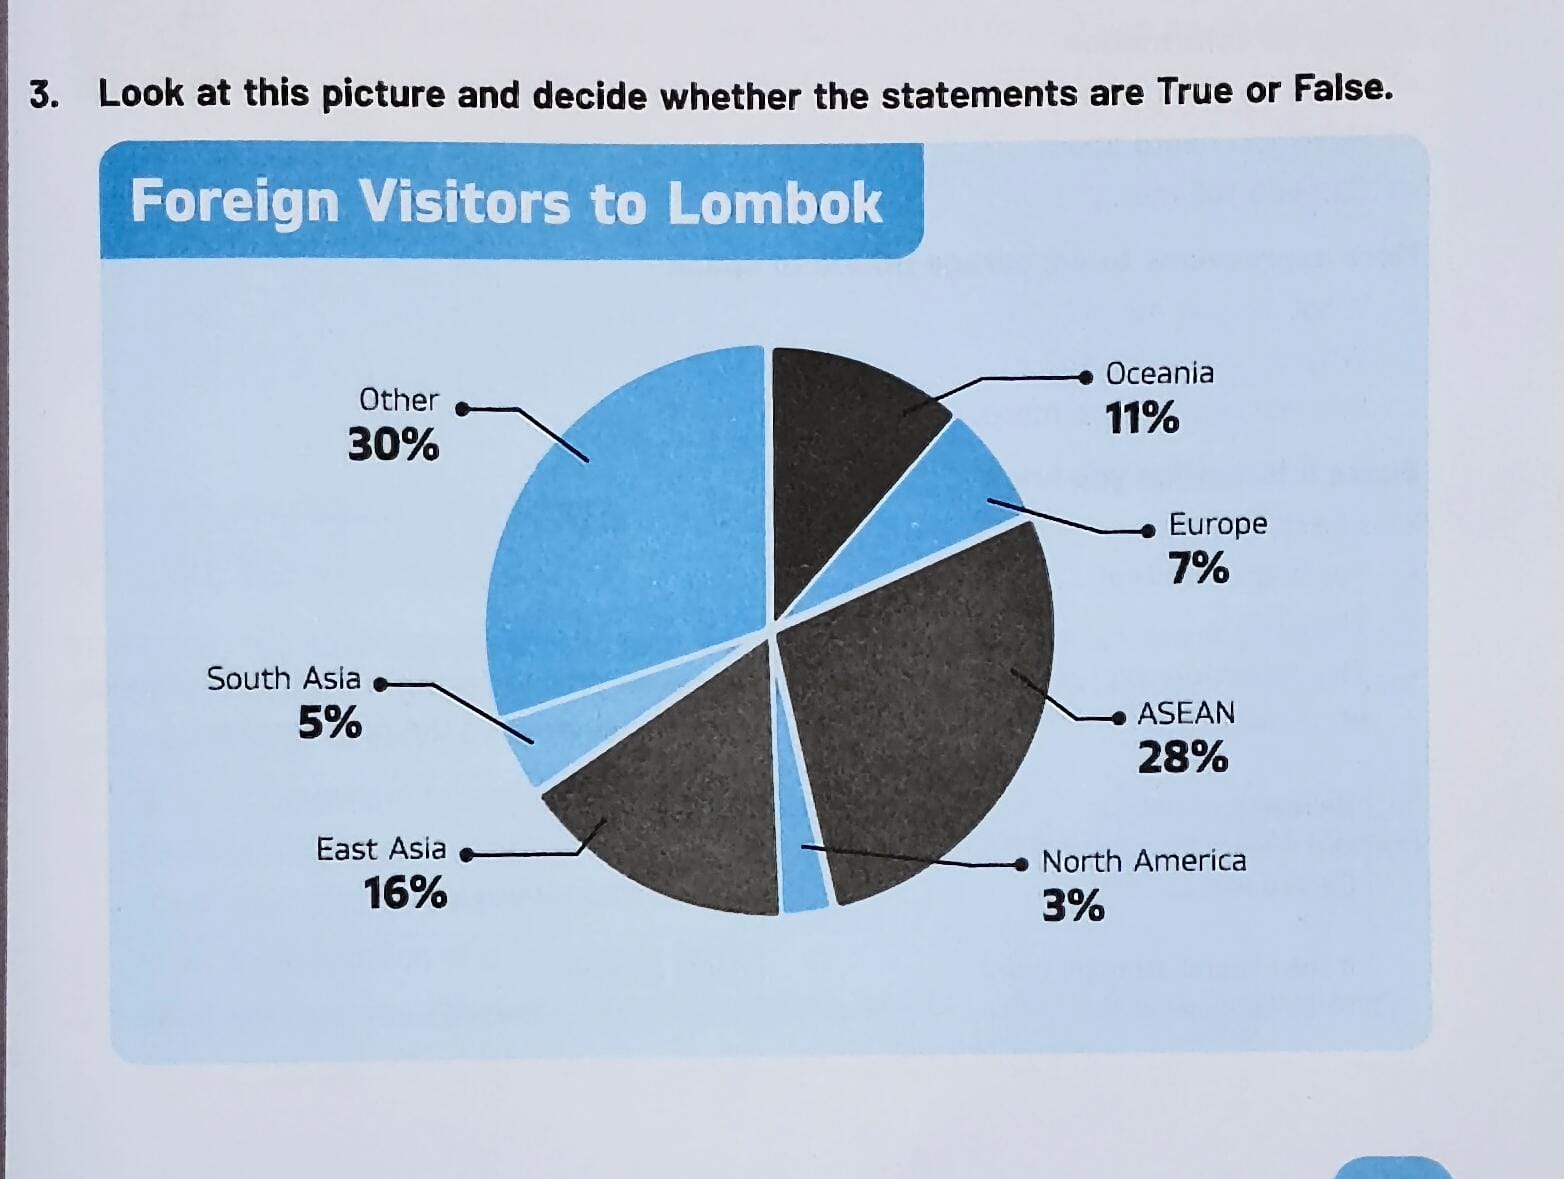 3. Look at this picture and decide whether the statements are True or False.
Foreign Visitors to Lombok
Other
30%
Oceania
11%
Europe
7%
South Asia
5%
ASEAN
28%
East Asia
16%
North America
3%